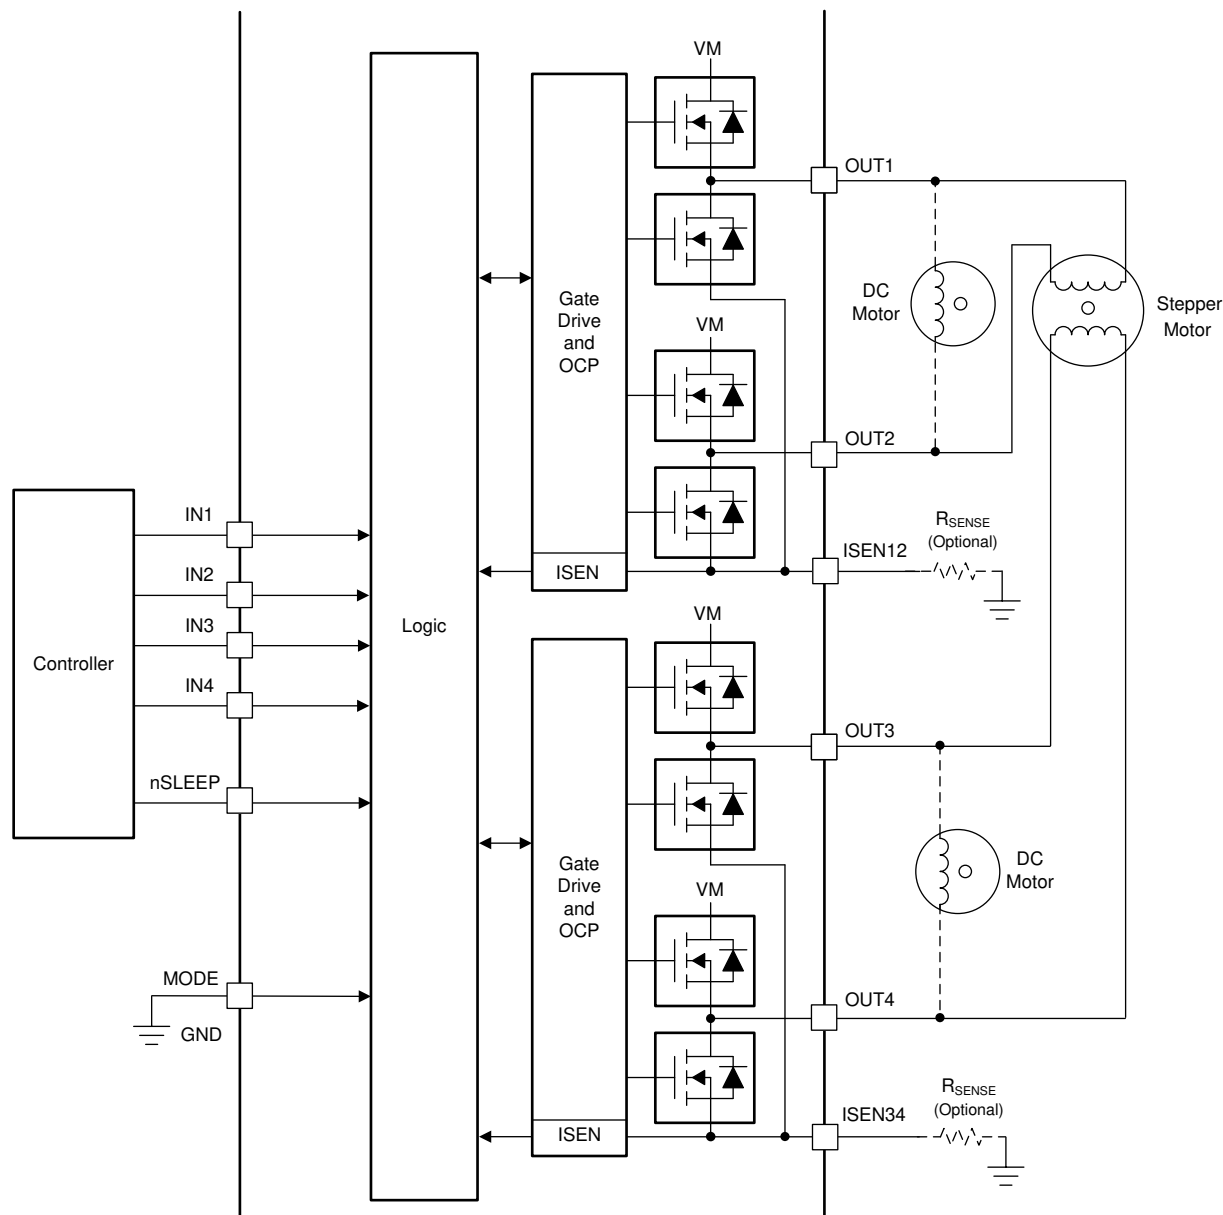 VM
OUT1
Gate
Drive
and
OCP
DC
Motor
Stepper
Motor
VM
OUT2
IN1
RSENSE
(Optional)
ISEN12
ISEN
IN2
IN3
Logic
VM
Controller
IN4
OUT3
nSLEEP
Gate
Drive
and
OCP
DC
Motor
VM
MODE
GND
OUT4
RSENSE
(Optional)
ISEN34
ISEN